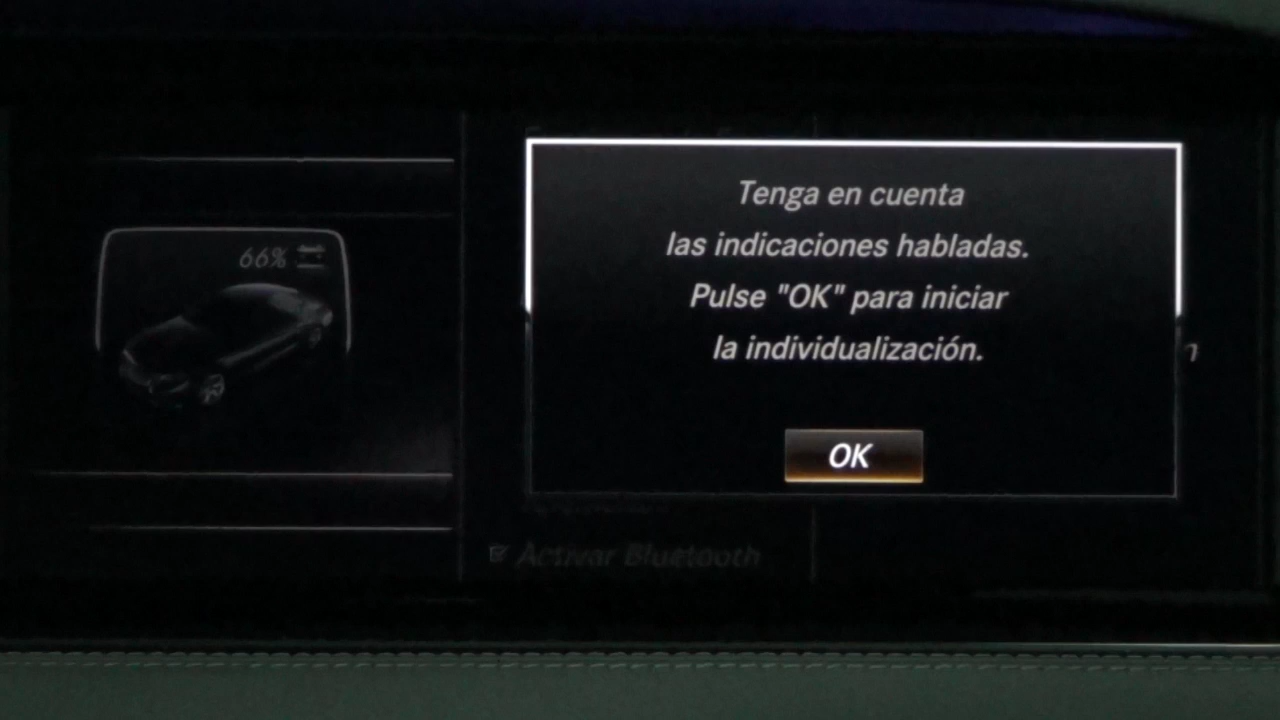 66%
Tenga en cuenta
las indicaciones habladas.
Pulse "OK" para iniciar
la individualización.
OK
Activar Bluetooth